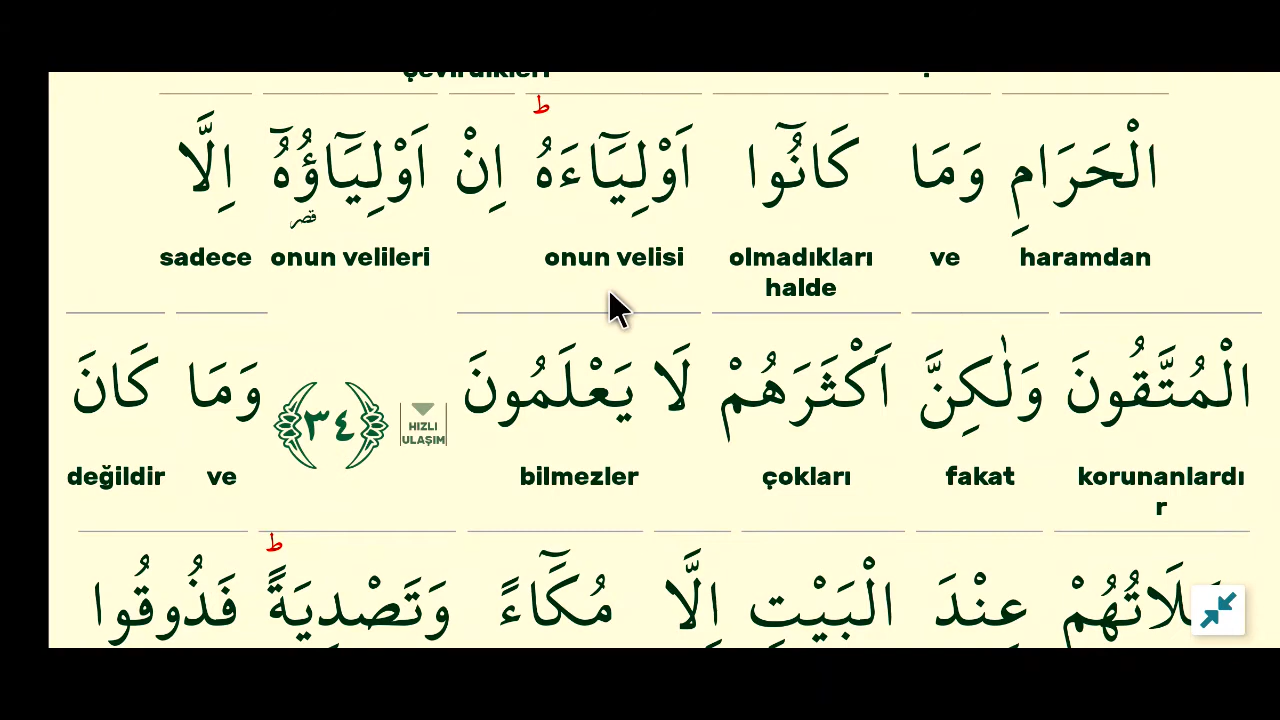 الْحَرَامِ وَمَا كَانُٓوا اَوْلِيَٓاءَهُۜ اِنْ اَوْلِيَٓاؤُ۬هُٓ اِلَّا
haramdan ve olmadıkları halde onun velisi onun velileri sadece
الْمُتَّقُونَ وَلٰكِنَّ اَكْثَرَهُمْ لَا يَعْلَمُونَ HIZLI ULAŞIM ﴿٣٤﴾ وَمَا كَانَ
korunanlardır fakat çokları bilmezler ve değildir
عِنْدَ الْبَيْتِ اِلَّا مُكَٓاءً وَتَصْدِيَةًۜ فَذُوقُوا